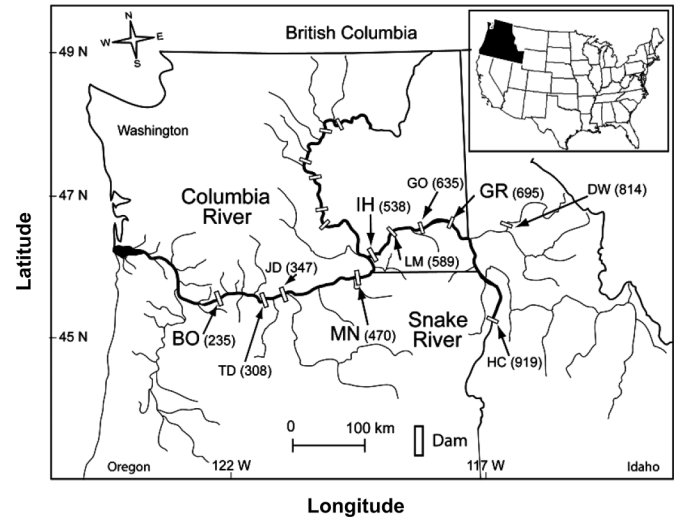 N
W E
S
British Columbia
49 N
Washington
47 N
Columbia
River
IH (538)
GO (635)
GR (695)
DW (814)
LM (589)
JD (347)
BO (235)
TD (308)
MN (470)
Snake
River
45 N
HC (919)
0 100 km
Dam
Oregon
122 W
117 W
Idaho
Latitude
Longitude